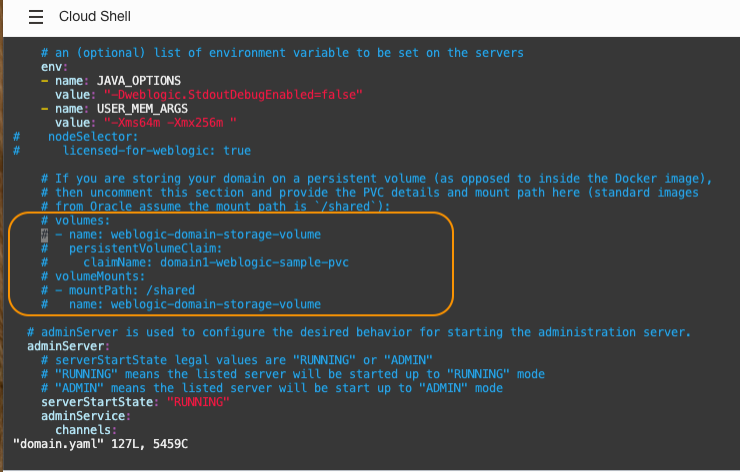 Cloud Shell
# an (optional) list of environment variable to be set on the servers
env:
- name: JAVA_OPTIONS
value: "-Dweblogic.StdoutDebugEnabled=false"
- name: USER_MEM_ARGS
value: "-Xms64m -Xmx256m "
# nodeSelector:
# licensed-for-weblogic: true
# If you are storing your domain on a persistent volume (as opposed to inside the Docker image),
# then uncomment this section and provide the PVC details and mount path here (standard images
# from Oracle assume the mount path is `/shared`):
# volumes:
# - name: weblogic-domain-storage-volume
# persistentVolumeClaim:
# claimName: domain1-weblogic-sample-pvc
# volumeMounts:
# - mountPath: /shared
# name: weblogic-domain-storage-volume
# adminServer is used to configure the desired behavior for starting the administration server.
adminServer:
# serverStartState legal values are "RUNNING" or "ADMIN"
# "RUNNING" means the listed server will be started up to "RUNNING" mode
# "ADMIN" means the listed server will be start up to "ADMIN" mode
serverStartState: "RUNNING"
adminService:
channels:
"domain.yaml" 127L, 5459C